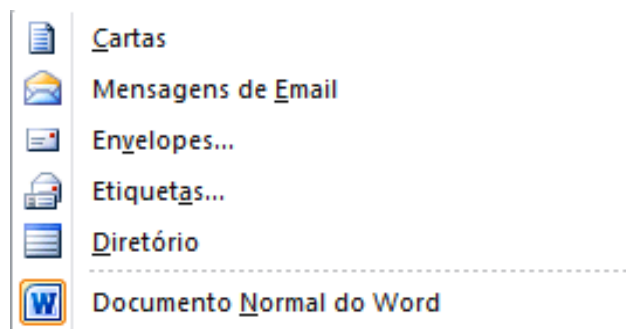 Cartas
Mensagens de Email
Envelopes...
Etiquetas...
Diretório
Documento Normal do Word